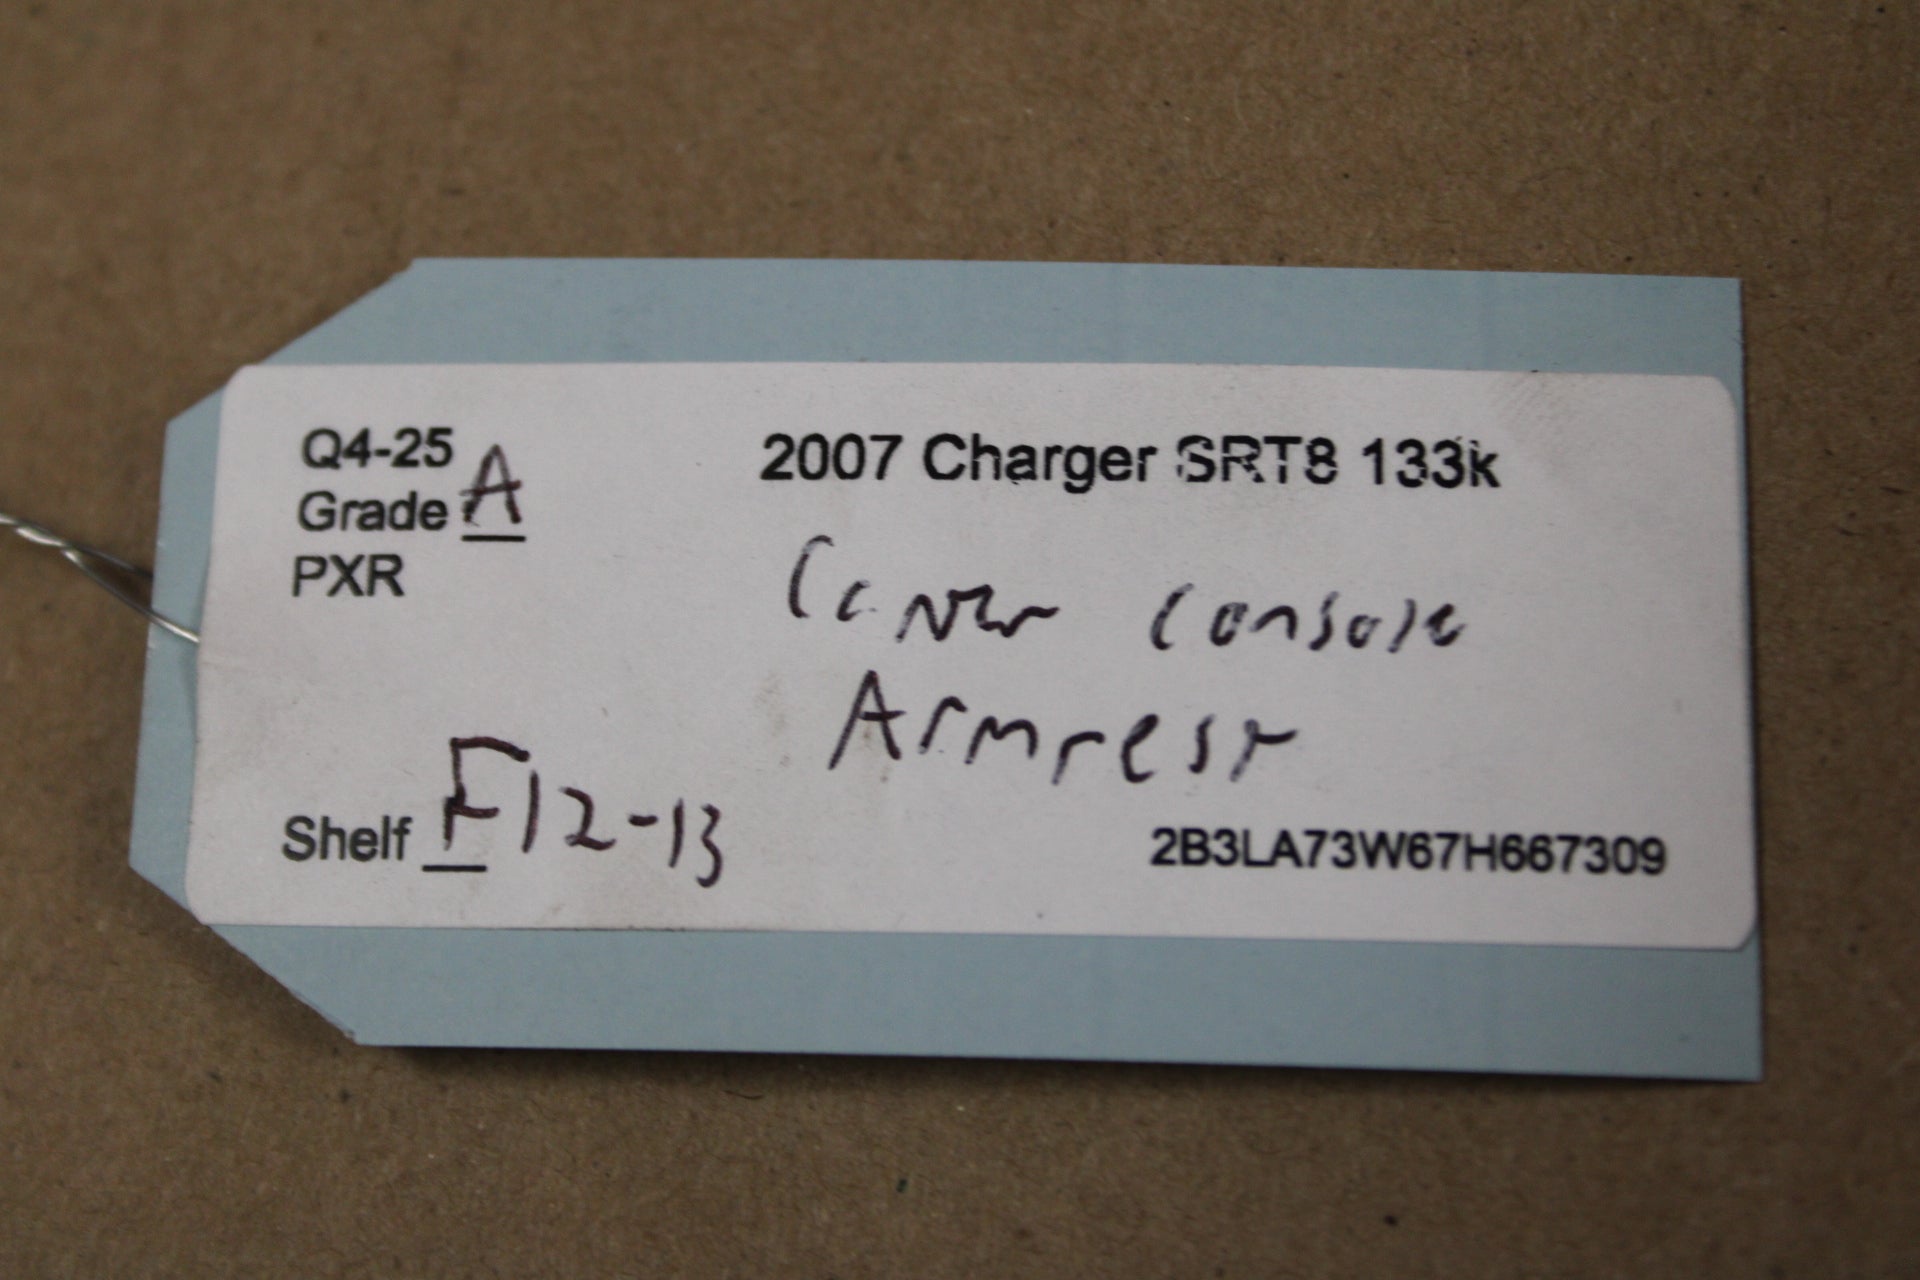 Q4-25
Grade A
PXR
2007 Charger SRT8 133k
Center Console
Armrest
Shelf F12-13
2B3LA73W67H667309